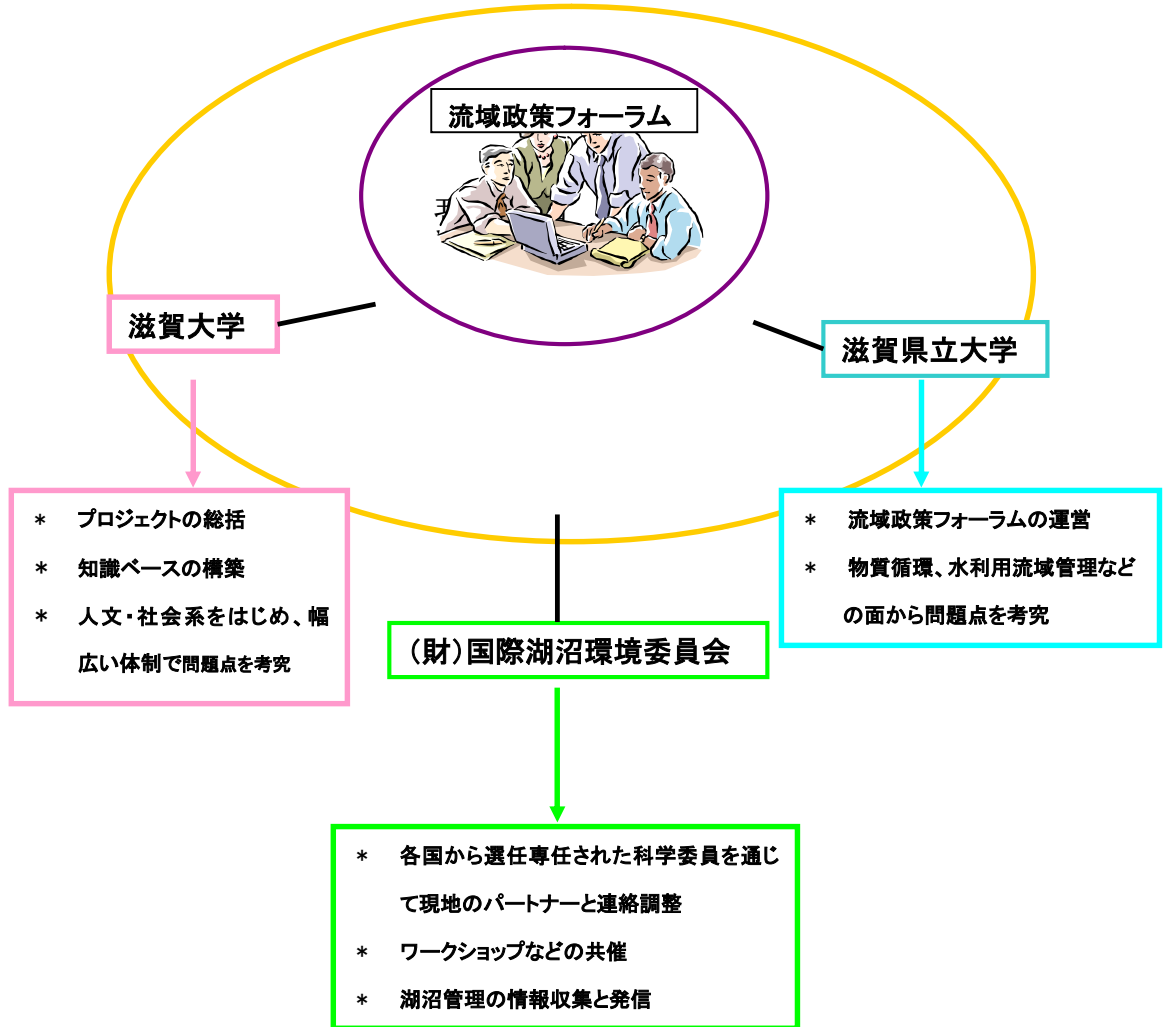 流域政策フォーラム
滋賀大学
滋賀県立大学
* プロジェクトの総括
* 知識ベースの構築
* 人文・社会系をはじめ、幅
広い体制で問題点を考究
* 流域政策フォーラムの運営
* 物質循環、水利用流域管理など
の面から問題点を考究
(財)国際湖沼環境委員会
* 各国から選任専任された科学委員を通じ
て現地のパートナーと連絡調整
* ワークショップなどの共催
* 湖沼管理の情報収集と発信